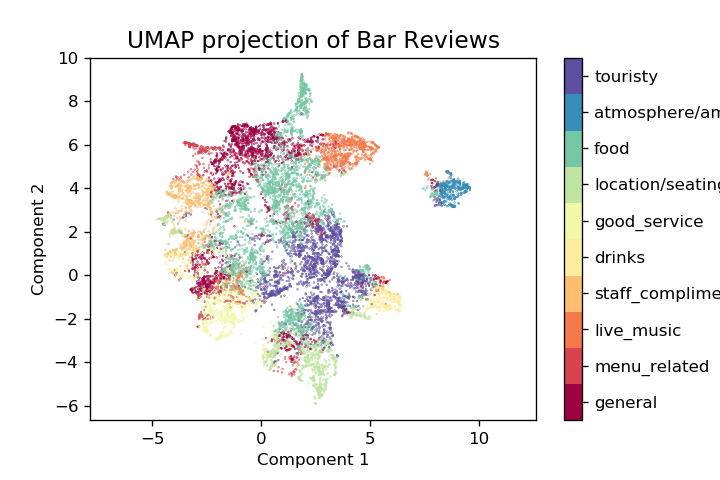 UMAP projection of Bar Reviews
10
8
6
4
2
0
−2
−4
−6
Component 2
−5
0
5
10
Component 1
touristy
atmosphere/am
food
location/seating
good_service
drinks
staff_complime
live_music
menu_related
general